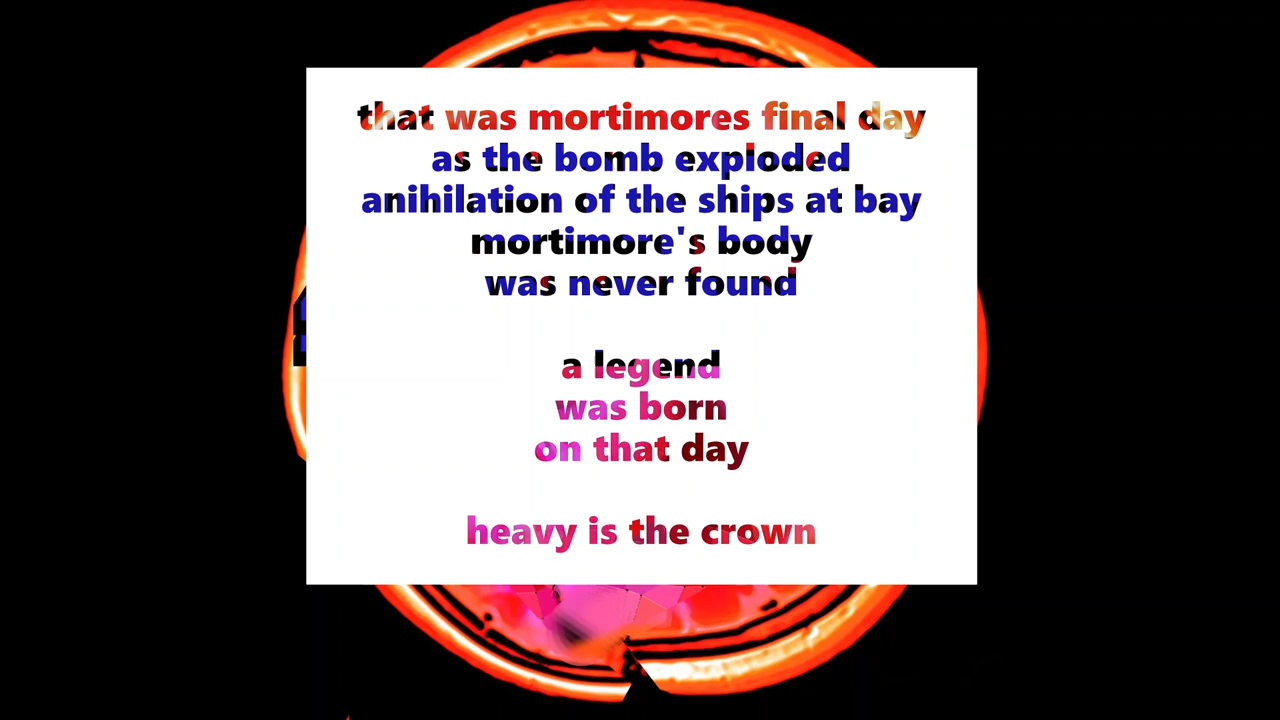 that was mortimores final day
as the bomb exploded
anihilation of the ships at bay
mortimore's body
was never found
a legend
was born
on that day
heavy is the crown